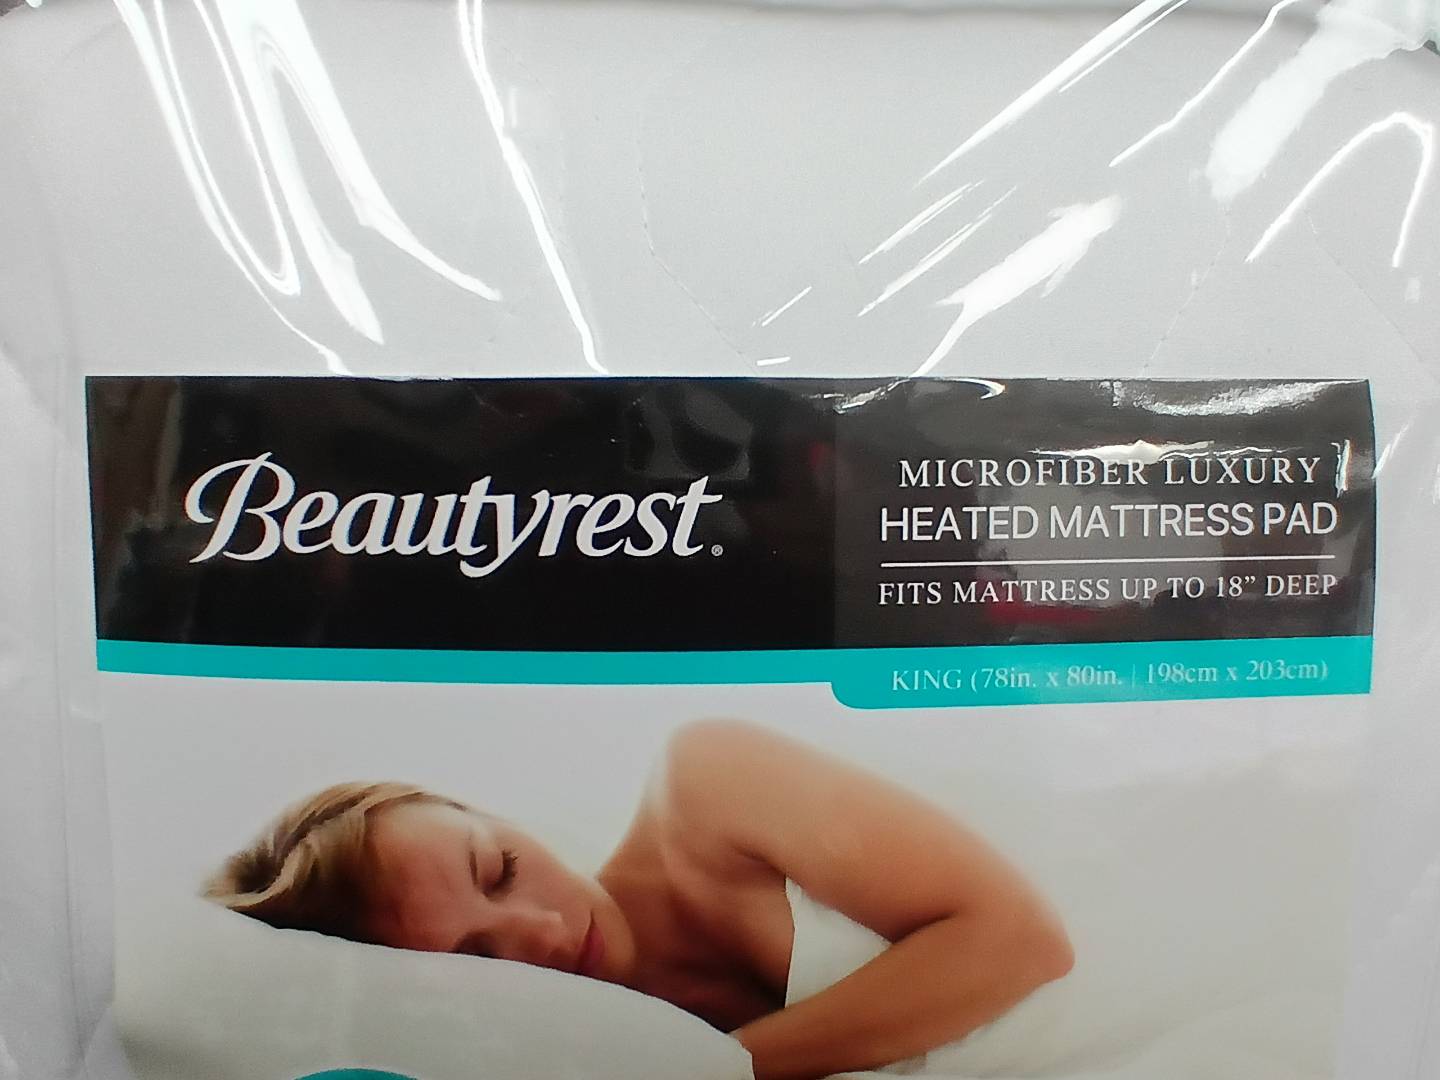 Beautyrest®
MICROFIBER LUXURY
HEATED MATTRESS PAD
FITS MATTRESS UP TO 18” DEEP
KING (78in. x 80in. | 198cm x 203cm)